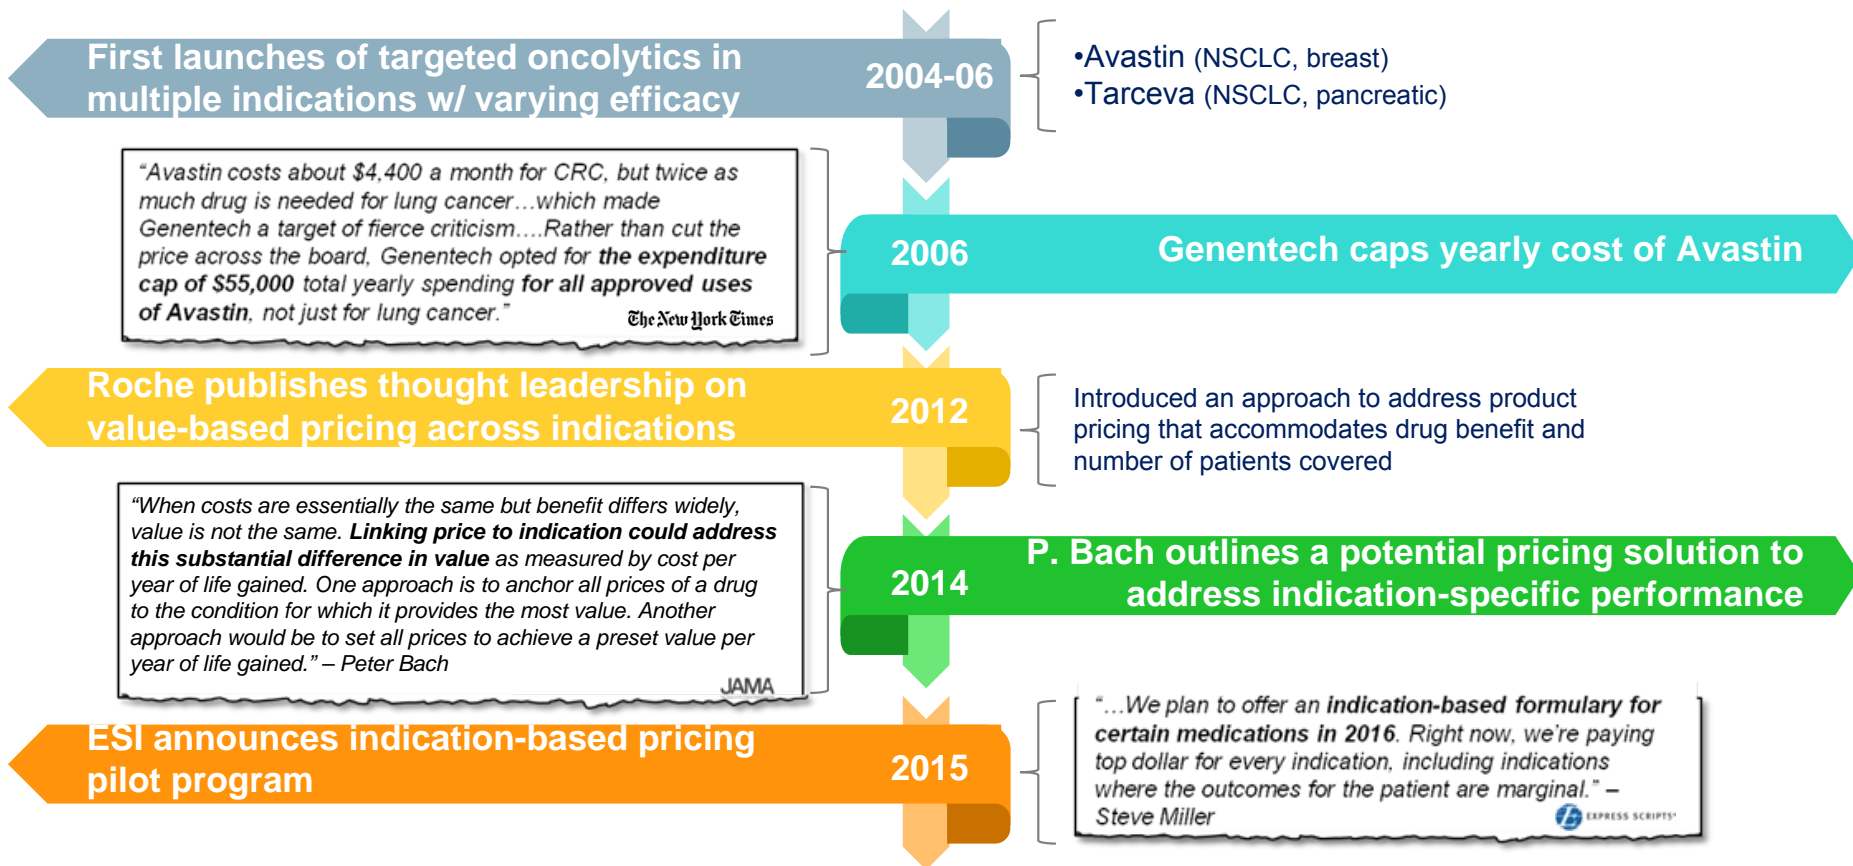 First launches of targeted oncolytics in
multiple indications w/ varying efficacy
2004-06
•Avastin (NSCLC, breast)
•Tarceva (NSCLC, pancreatic)
“Avastin costs about $4,400 a month for CRC, but twice as
much drug is needed for lung cancer…which made
Genentech a target of fierce criticism….Rather than cut the
price across the board, Genentech opted for the expenditure
cap of $55,000 total yearly spending for all approved uses
of Avastin, not just for lung cancer.”
The New York Times
2006
Genentech caps yearly cost of Avastin
Roche publishes thought leadership on
value-based pricing across indications
2012
Introduced an approach to address product
pricing that accommodates drug benefit and
number of patients covered
“When costs are essentially the same but benefit differs widely,
value is not the same. Linking price to indication could address
this substantial difference in value as measured by cost per
year of life gained. One approach is to anchor all prices of a drug
to the condition for which it provides the most value. Another
approach would be to set all prices to achieve a preset value per
year of life gained.” – Peter Bach
JAMA
2014
P. Bach outlines a potential pricing solution to
address indication-specific performance
ESI announces indication-based pricing
pilot program
2015
“…We plan to offer an indication-based formulary for
certain medications in 2016. Right now, we’re paying
top dollar for every indication, including indications
where the outcomes for the patient are marginal.” –
Steve Miller
EXPRESS SCRIPTS®